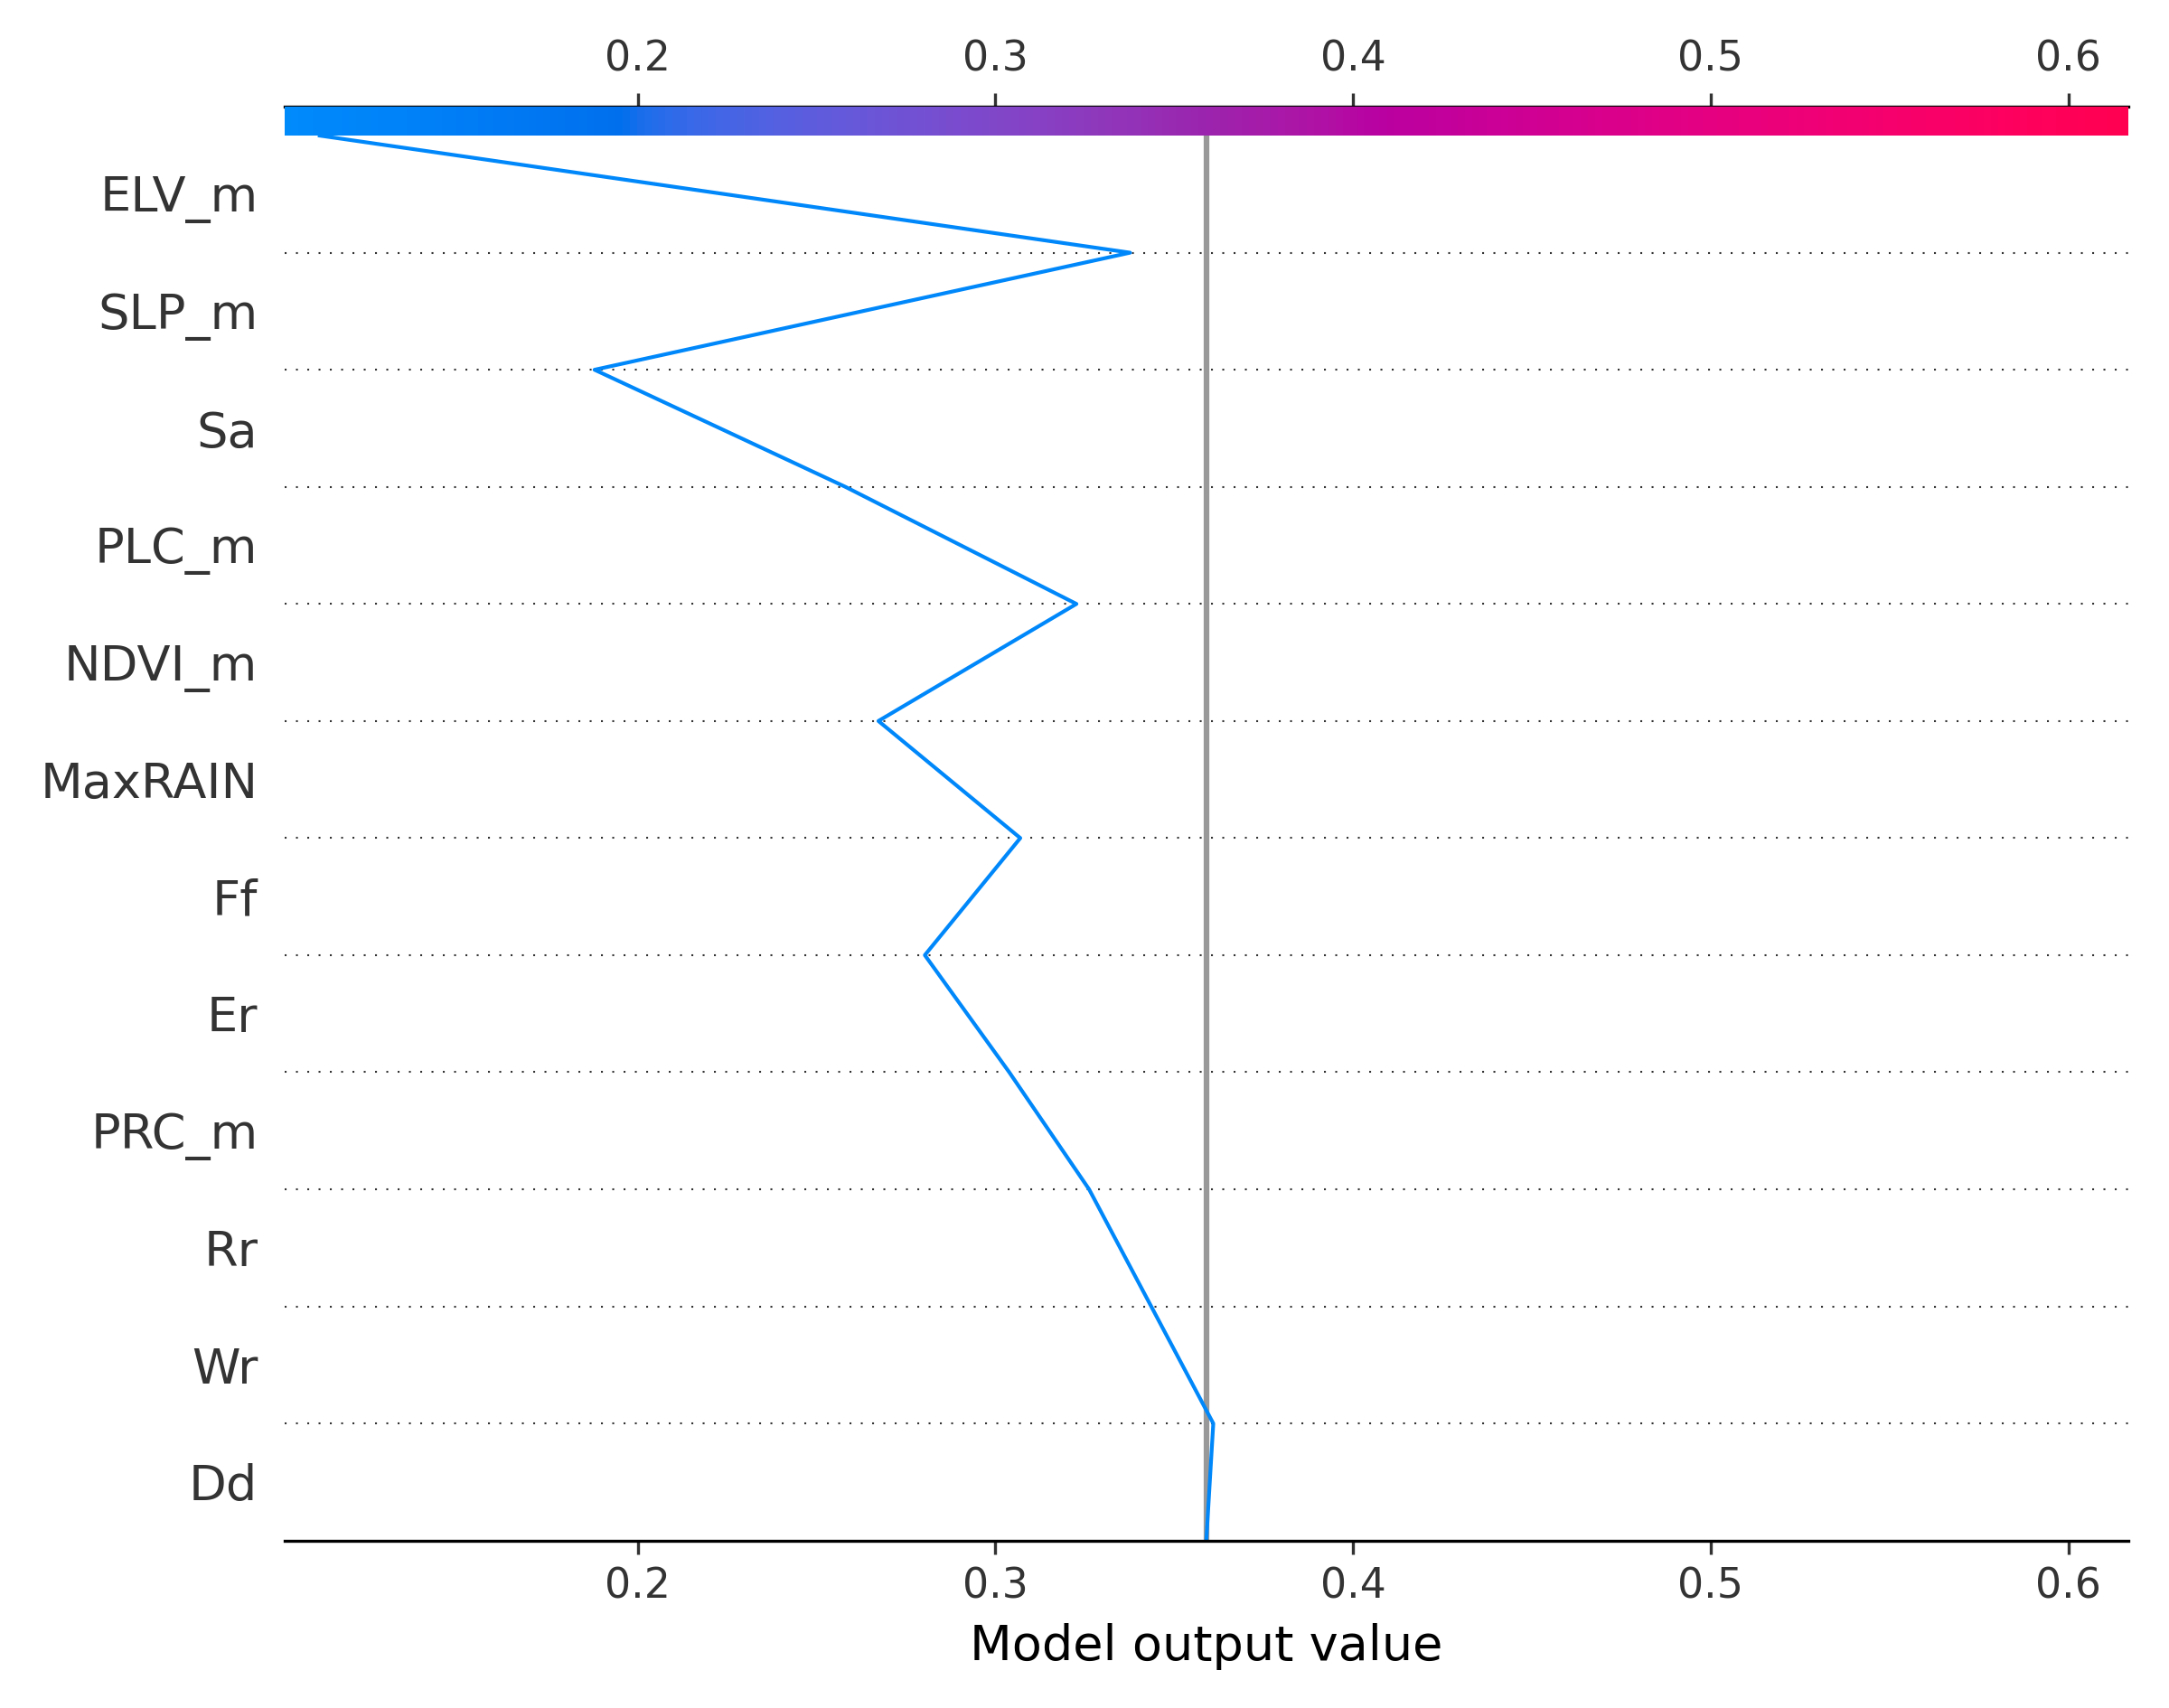 0.2 0.3 0.4 0.5 0.6
ELV_m
SLP_m
Sa
PLC_m
NDVI_m
MaxRAIN
Ff
Er
PRC_m
Rr
Wr
Dd
0.2 0.3 0.4 0.5 0.6
Model output value